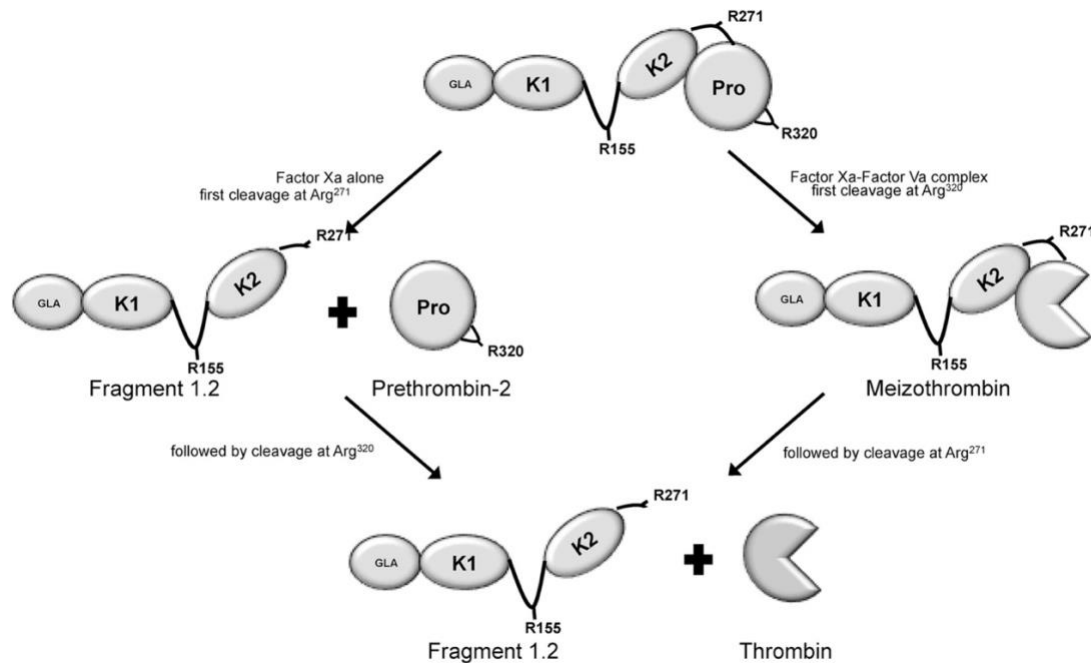 R271
GLA
K1
K2
Pro
R320
R155
Factor Xa alone
first cleavage at Arg271
Factor Xa-Factor Va complex
first cleavage at Arg320
GLA
K1
K2
R271
R155
Pro
R320
Fragment 1.2
Prethrombin-2
GLA
K1
K2
R271
R155
Meizothrombin
followed by cleavage at Arg320
followed by cleavage at Arg271
GLA
K1
K2
R271
R155
Fragment 1.2
Thrombin